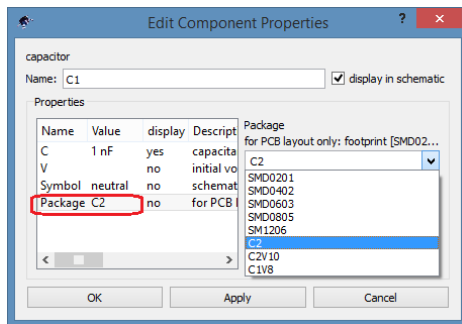 Edit Component Properties
?
capacitor
Name: C1
display in schematic
Properties
Name Value display Descript
C 1 nF yes capacita
V no initial vo
Symbol neutral no schemat
Package C2 no for PCB l
Package
for PCB layout only: footprint [SMD02...
C2
SMD0201
SMD0402
SMD0603
SMD0805
SM1206
C2
C2V10
C1V8
OK Apply Cancel